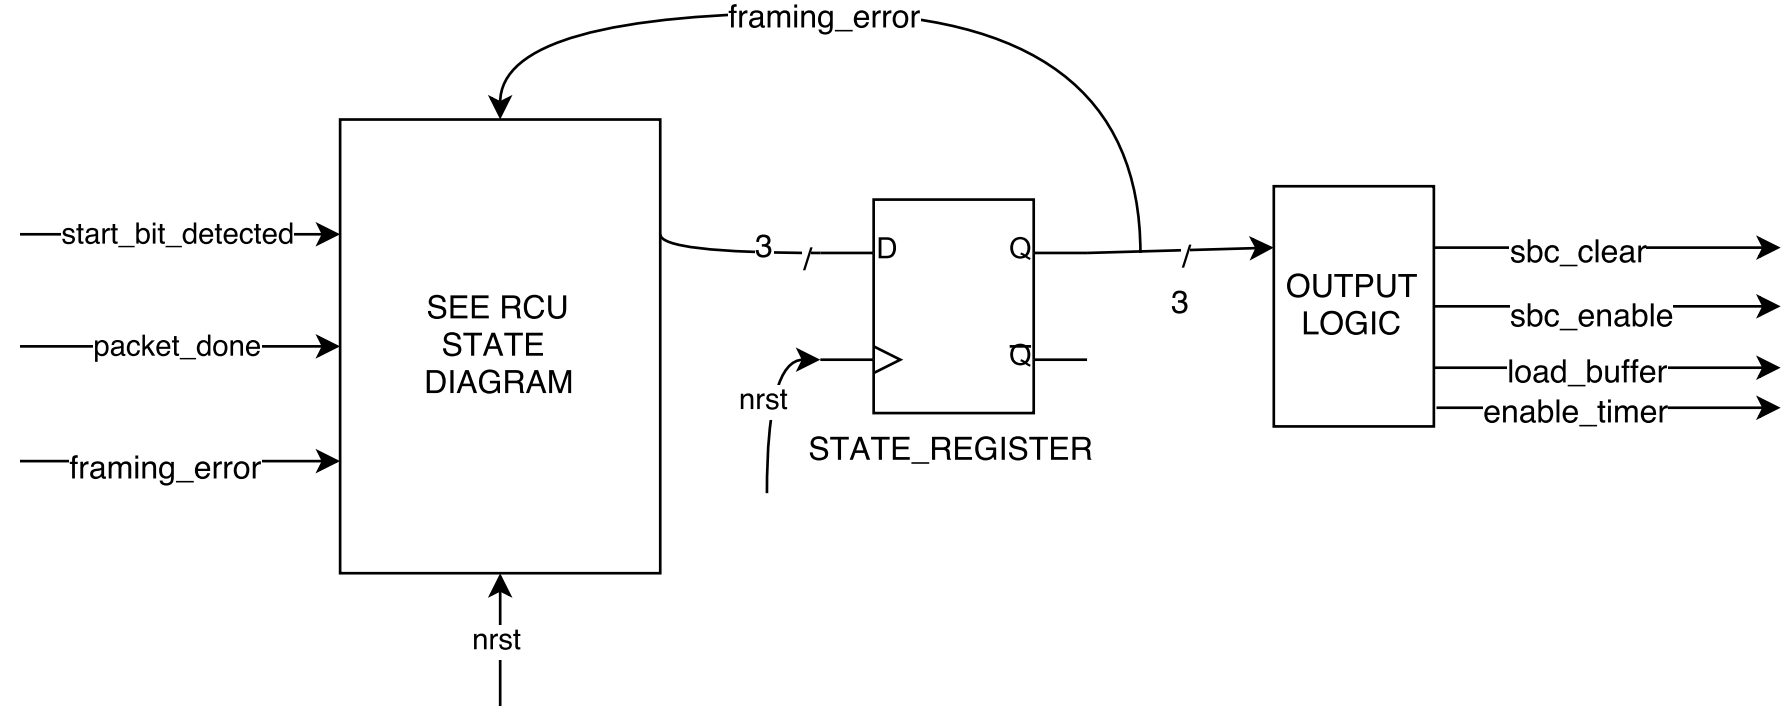 framing_error
start_bit_detected
packet_done
framing_error
SEE RCU
STATE
DIAGRAM
nrst
3
/
D
Q
Q̅
nrst
STATE_REGISTER
/
3
OUTPUT
LOGIC
sbc_clear
sbc_enable
load_buffer
enable_timer